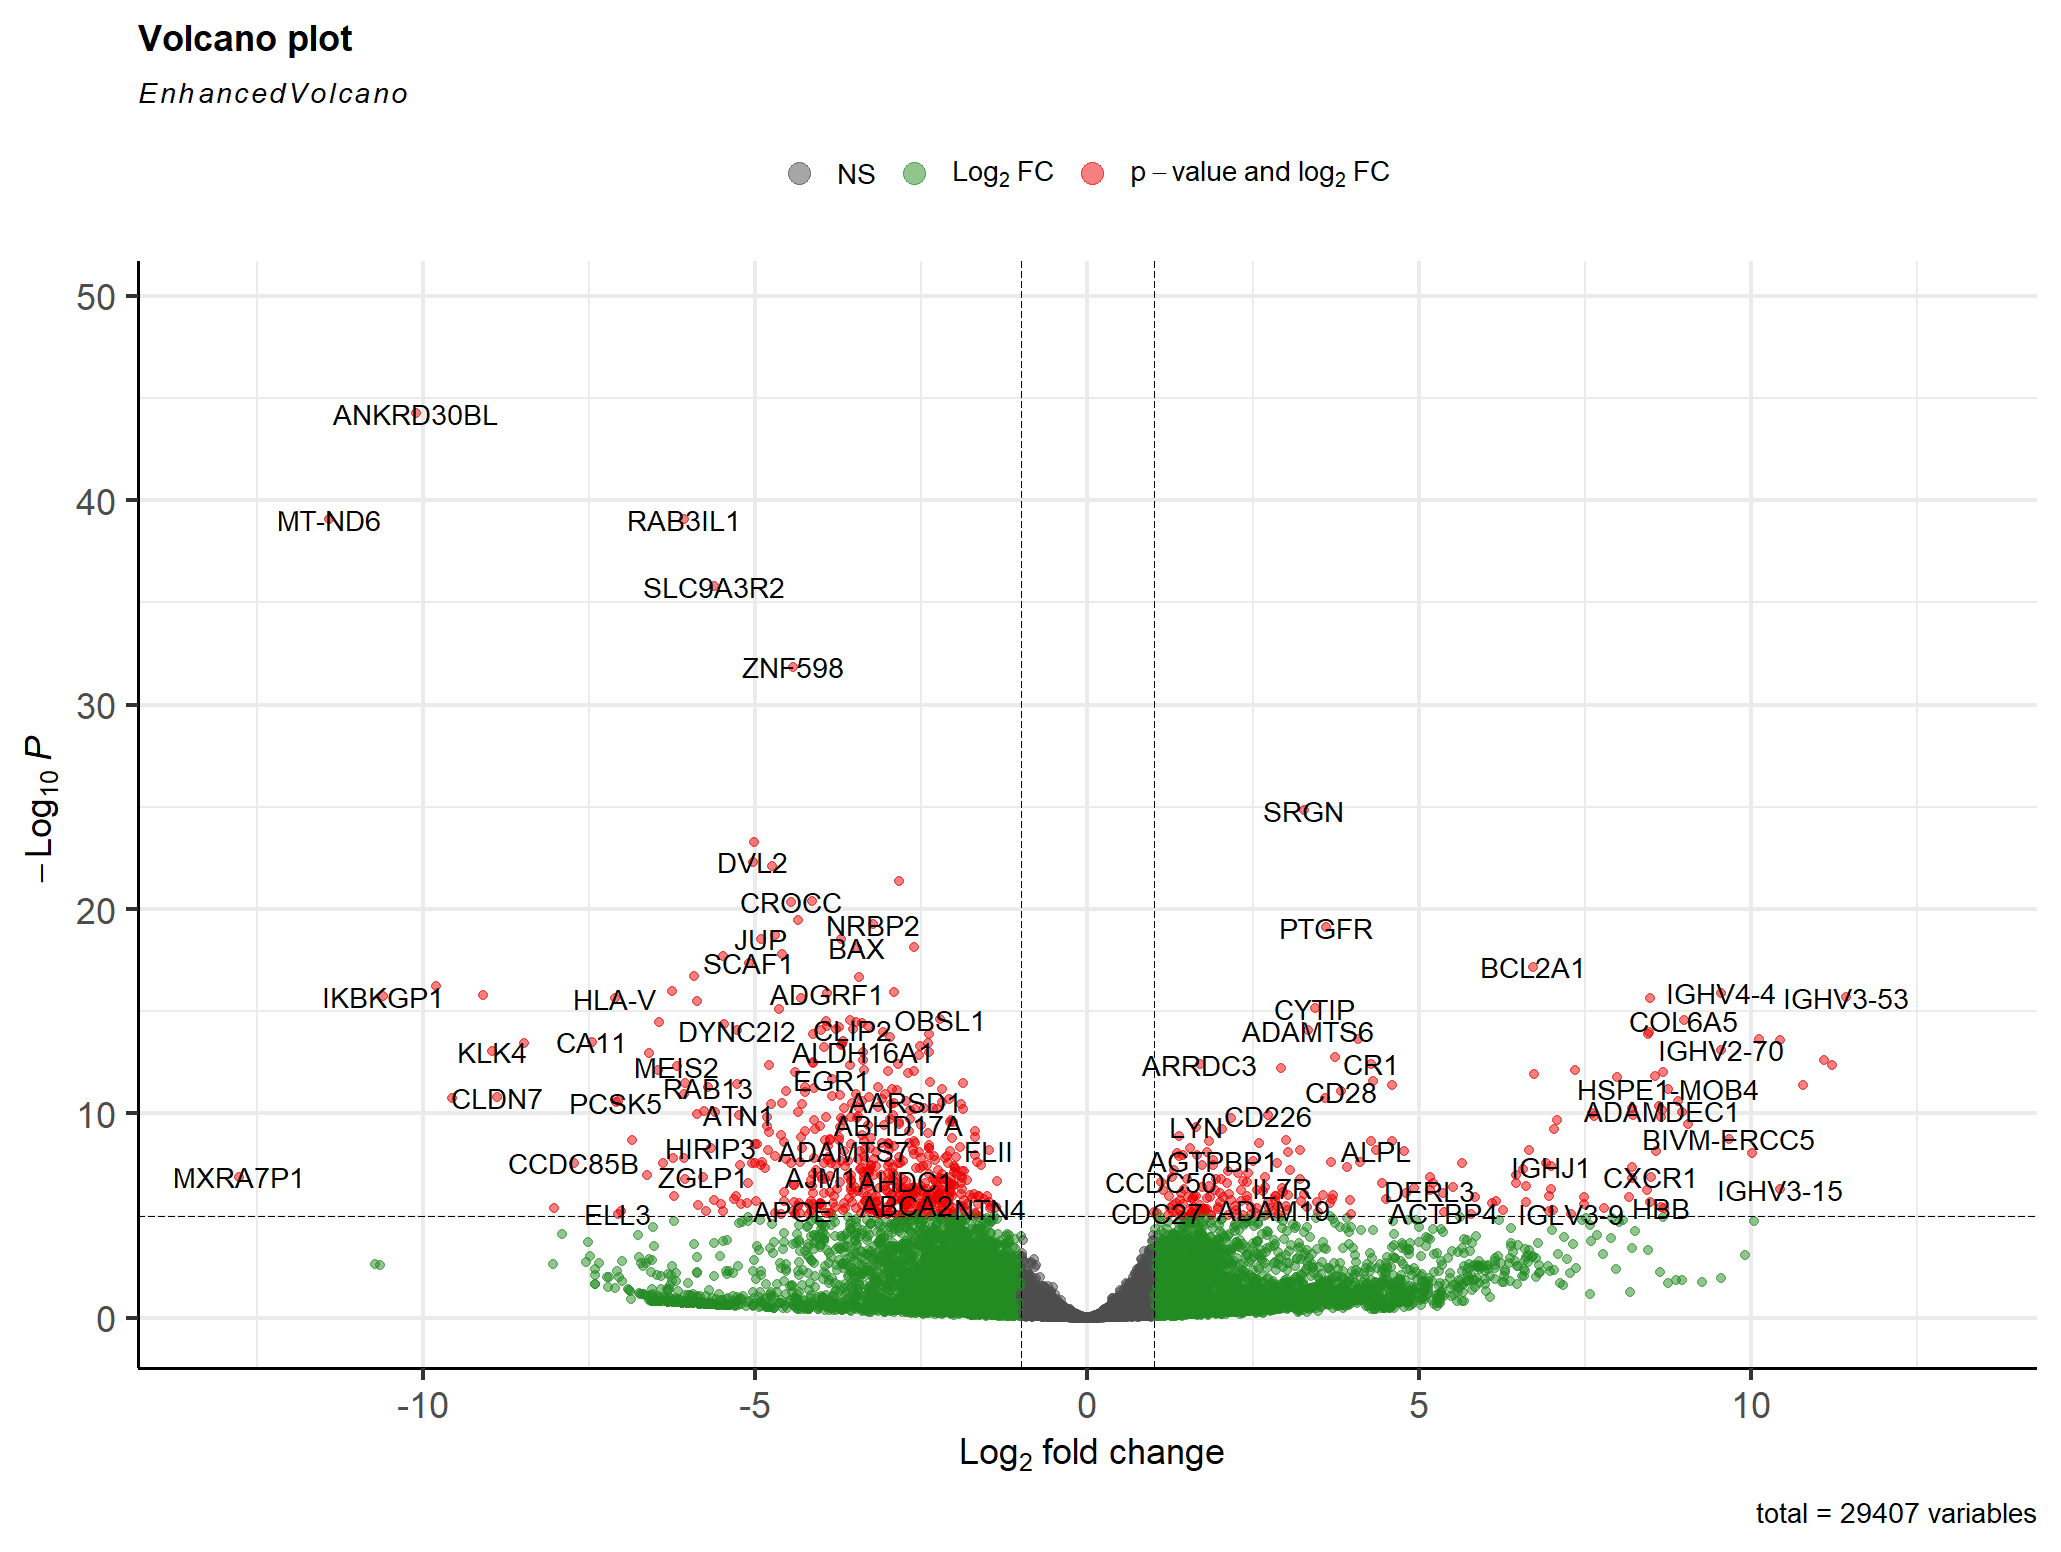 Volcano plot
EnhancedVolcano
NS Log2 FC p – value and log2 FC
50
40
30
20
10
0
–Log10 P
ANKRD30BL
MT-ND6
RAB3IL1
SLC9A3R2
ZNF598
SRGN
DVL2
CROCC
NRBP2
PTGFR
JUP
BAX
SCAF1
BCL2A1
IKBKGP1
HLA-V
ADGRF1
IGHV4-4
IGHV3-53
CYTIP
DYNC2I2
CLIP2
OBSL1
ADAMTS6
COL6A5
KLK4
CA11
ALDH16A1
IGHV2-70
MEIS2
ARRDC3
CR1
RAB13
EGR1
CD28
HSPE1-MOB4
CLDN7
PCSK5
AARSD1
ATN1
CD226
ADAMDEC1
ABHD17A
LYN
HIRIP3
ADAMTS7
FLII
ALPL
BIVM-ERCC5
CCDC85B
AGTPBP1
IGHJ1
MXRA7P1
ZGLP1
AJM1
AHDC1
CCDC50
IL7R
CXCR1
DERL3
IGHV3-15
ELL3
APOE
ABCA2
NTN4
CDC27
ADAM19
ACTBP4
IGLV3-9
HBB
-10
-5
0
5
10
Log2 fold change
total = 29407 variables